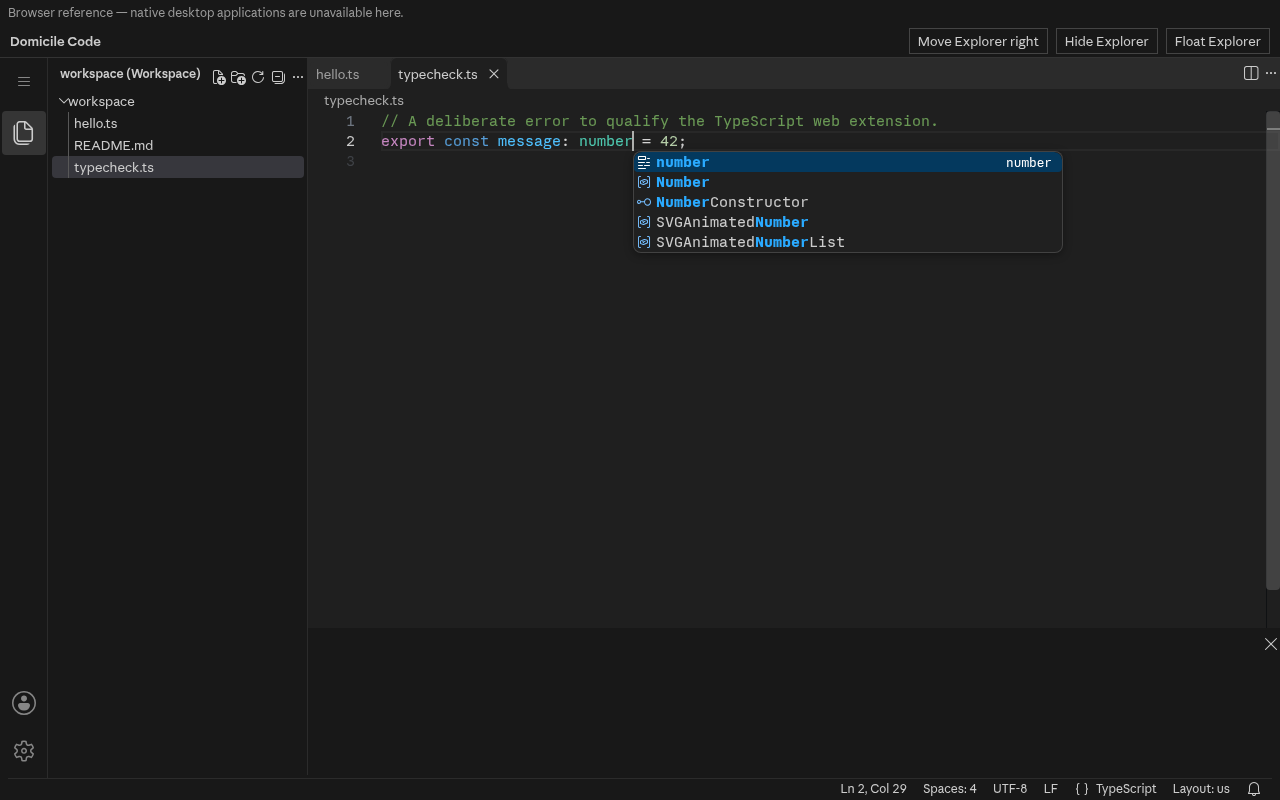 Browser reference — native desktop applications are unavailable here.
Domicile Code
Move Explorer right
Hide Explorer
Float Explorer
workspace (Workspace)
workspace
hello.ts
README.md
typecheck.ts
hello.ts
typecheck.ts
typecheck.ts
1 // A deliberate error to qualify the TypeScript web extension.
2 export const message: number = 42;
3
number number
Number
NumberConstructor
SVGAnimatedNumber
SVGAnimatedNumberList
Ln 2, Col 29 Spaces: 4 UTF-8 LF { } TypeScript Layout: us